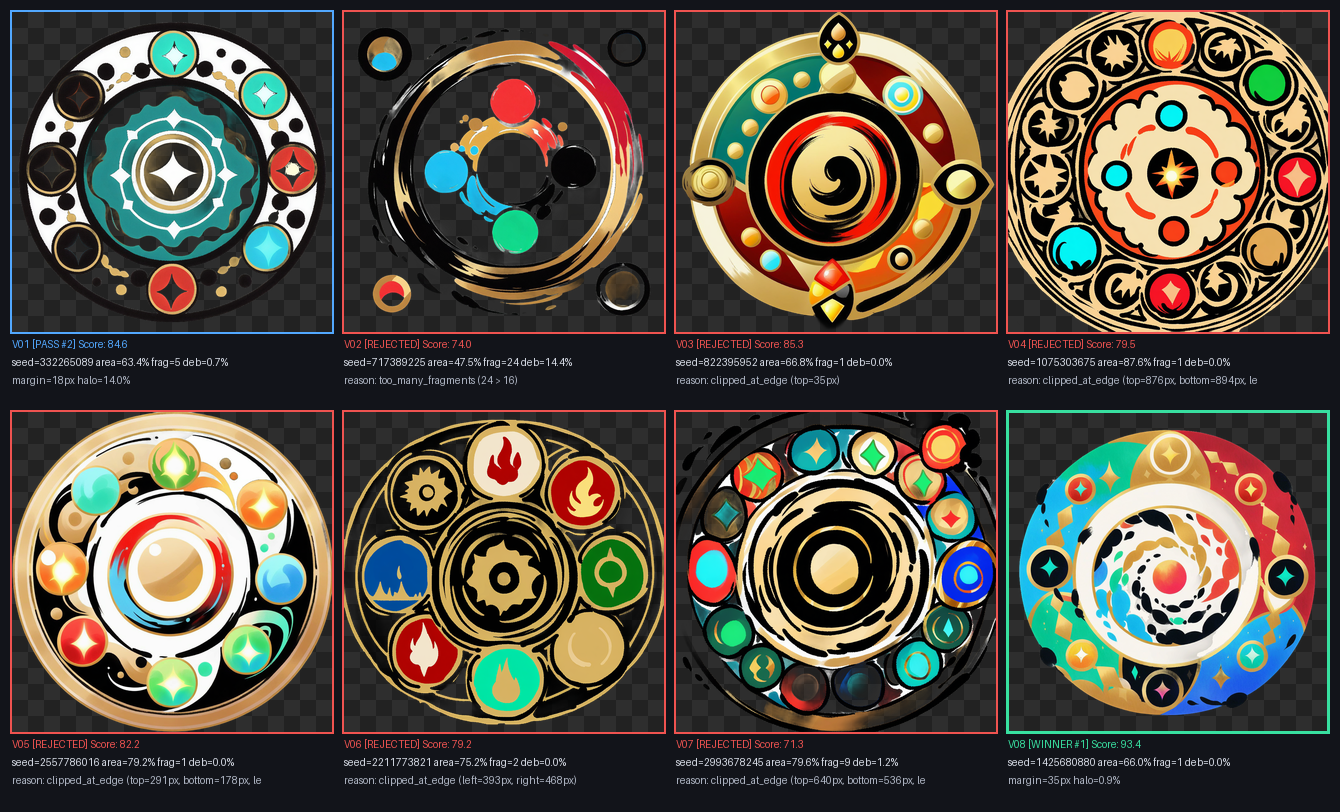 V01 [PASS #2] Score: 84.6
seed=332265089 area=63.4% frag=5 deb=0.7%
margin=18px halo=14.0%
V02 [REJECTED] Score: 74.0
seed=717389225 area=47.5% frag=24 deb=14.4%
reason: too_many_fragments (24 > 16)
V03 [REJECTED] Score: 85.3
seed=822395952 area=66.8% frag=1 deb=0.0%
reason: clipped_at_edge (top=35px)
V04 [REJECTED] Score: 79.5
seed=1075303675 area=87.6% frag=1 deb=0.0%
reason: clipped_at_edge (top=876px, bottom=894px, le
V05 [REJECTED] Score: 82.2
seed=2557786016 area=79.2% frag=1 deb=0.0%
reason: clipped_at_edge (top=291px, bottom=178px, le
V06 [REJECTED] Score: 79.2
seed=2211773821 area=75.2% frag=2 deb=0.0%
reason: clipped_at_edge (left=393px, right=468px)
V07 [REJECTED] Score: 71.3
seed=2993678245 area=79.6% frag=9 deb=1.2%
reason: clipped_at_edge (top=640px, bottom=536px, le
V08 [WINNER #1] Score: 93.4
seed=1425680880 area=66.0% frag=1 deb=0.0%
margin=35px halo=0.9%